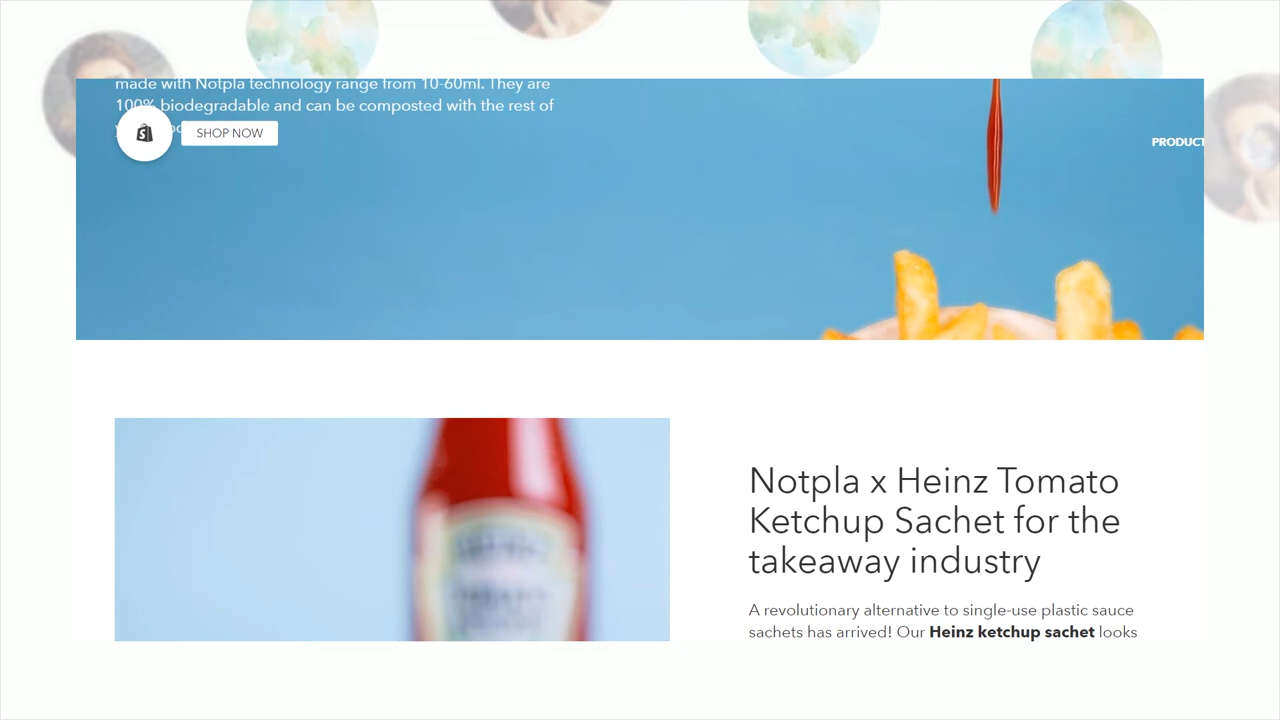 made with Notpla technology range from 10-60ml. They are
100% biodegradable and can be composted with the rest of
SHOP NOW
PRODUCT
Notpla x Heinz Tomato
Ketchup Sachet for the
takeaway industry
A revolutionary alternative to single-use plastic sauce
sachets has arrived! Our Heinz ketchup sachet looks